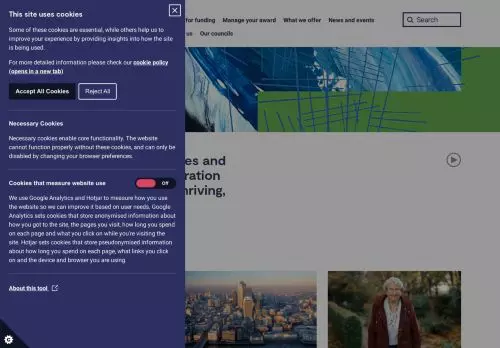 This site uses cookies
Some of these cookies are essential, while others help us to
improve your experience by providing insights into how the site
is being used.
For more detailed information please check our cookie policy
(opens in a new tab)
Accept All Cookies
Reject All
Necessary Cookies
Necessary cookies enable core functionality. The website
cannot function properly without these cookies, and can only be
disabled by changing your browser preferences.
Cookies that measure website use
Off
We use Google Analytics and Hotjar to measure how you use
the website so we can improve it based on user needs. Google
Analytics sets cookies that store anonymised information about
how you got to the site, the pages you visit, how long you spend
on each page and what you click on while you're visiting the
site. Hotjar sets cookies that store pseudonymised information
about how long you spend on each page, what links you click
on and the device and browser you are using.
About this tool
for funding Manage your award What we offer News and events
Search
us Our councils
es and
ration
hriving,